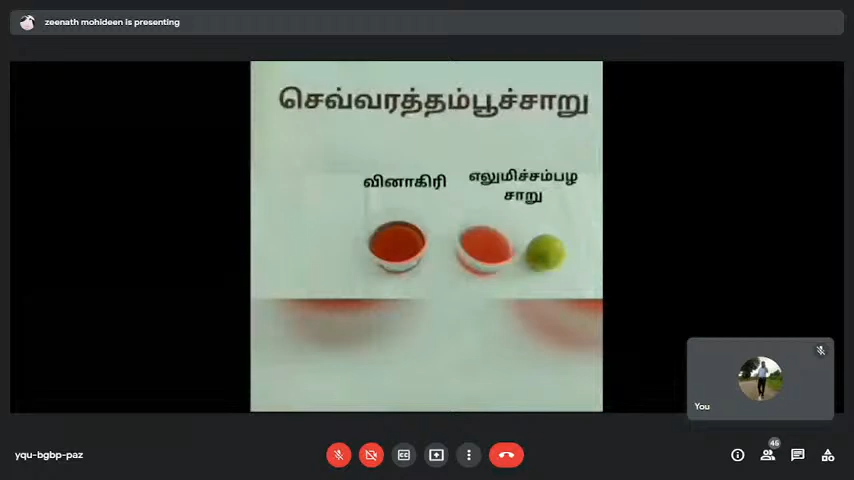 zeenath mohideen is presenting
செவ்வரத்தம்பூச்சாறு
வினாகிரி
எலுமிச்சம்பழ
சாறு
You
yqu-bgbp-paz
45